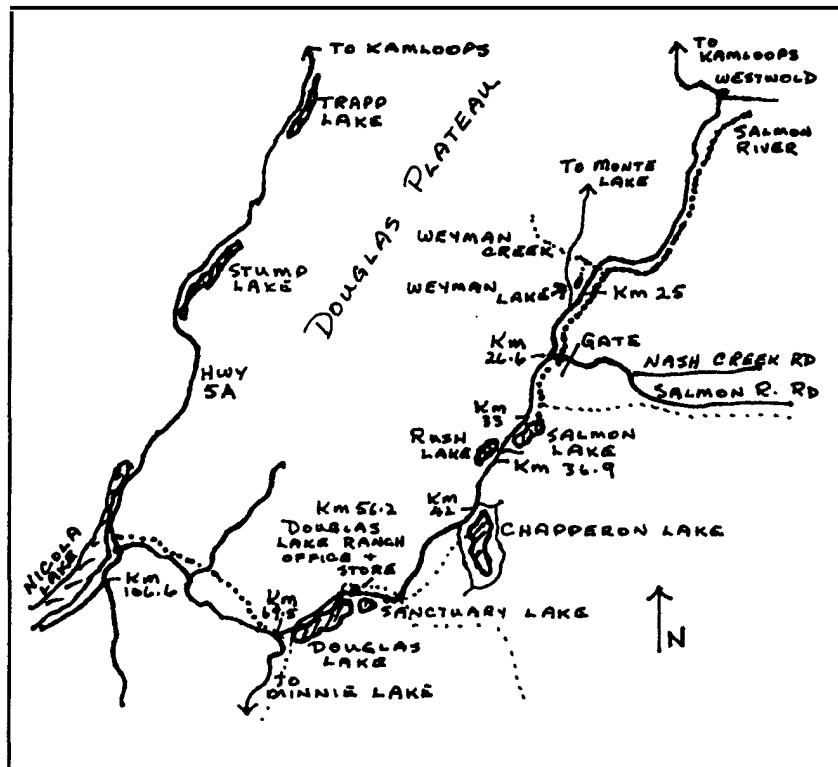 TO KAMLOOPS
TRAPP
LAKE
DOUGLAS PLATEAU
TO
KAMLOOPS
WESTWOLD
SALMON
RIVER
TO MONTE
LAKE
WEYMAN
CREEK
WEYMAN
LAKE
KM 25
STUMP
LAKE
KM
26.6
GATE
NASH CREEK RD
SALMON R. RD
HWY
5A
KM
33
RUSH
LAKE
SALMON
LAKE
KM 36.9
KM
42
CHAPPERON LAKE
KM 56.2
DOUGLAS
LAKE RANCH
OFFICE +
STORE
NICOLA
LAKE
KM
106.6
KM
69.8
SANCTUARY LAKE
DOUGLAS
LAKE
TO
MINNIE LAKE
N